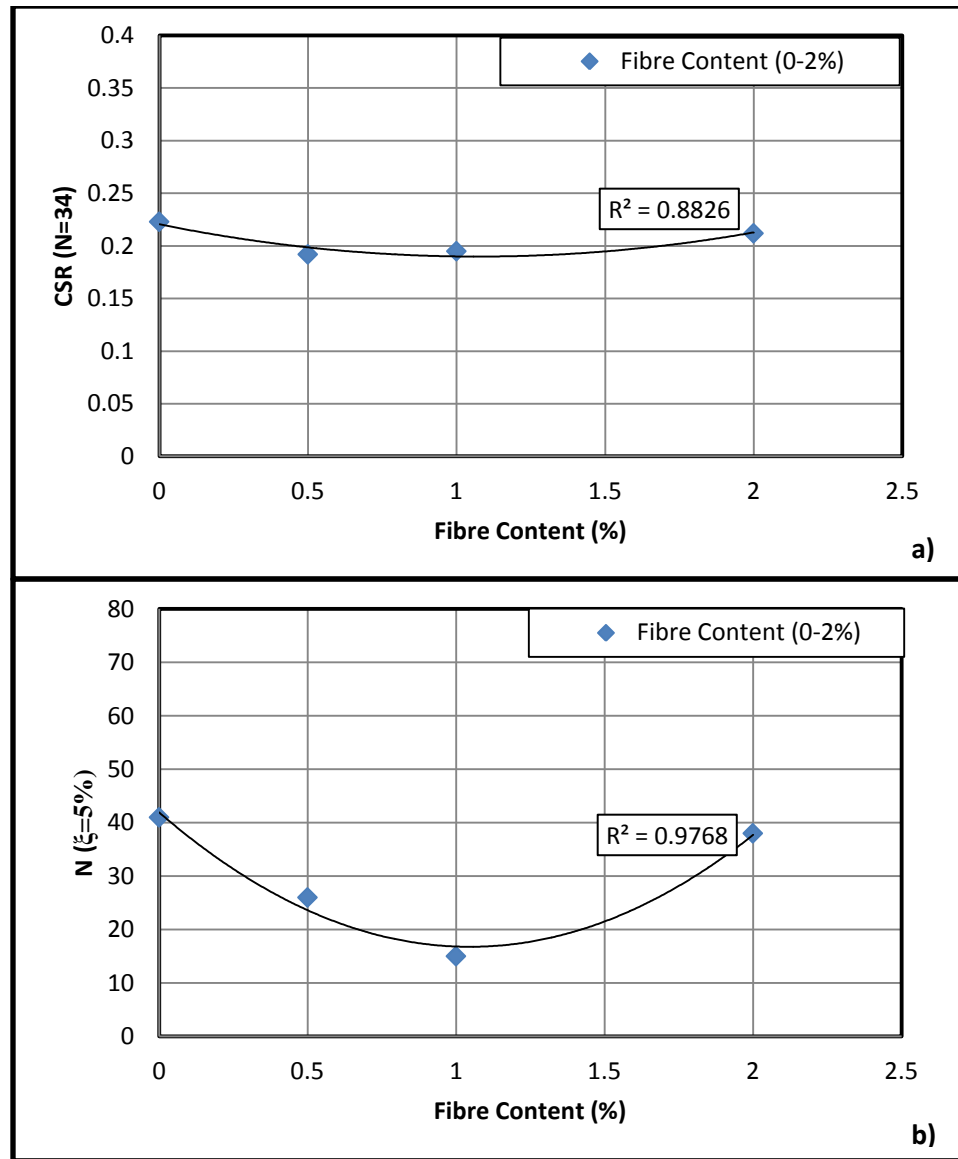 0.4
Fibre Content (0-2%)
0.35
0.3
0.25
R² = 0.8826
0.2
0.15
0.1
0.05
0
CSR (N=34)
0 0.5 1 1.5 2 2.5
Fibre Content (%)
a)
80
Fibre Content (0-2%)
70
60
50
40
R² = 0.9768
30
20
10
0
N (ξ=5%)
0 0.5 1 1.5 2 2.5
Fibre Content (%)
b)